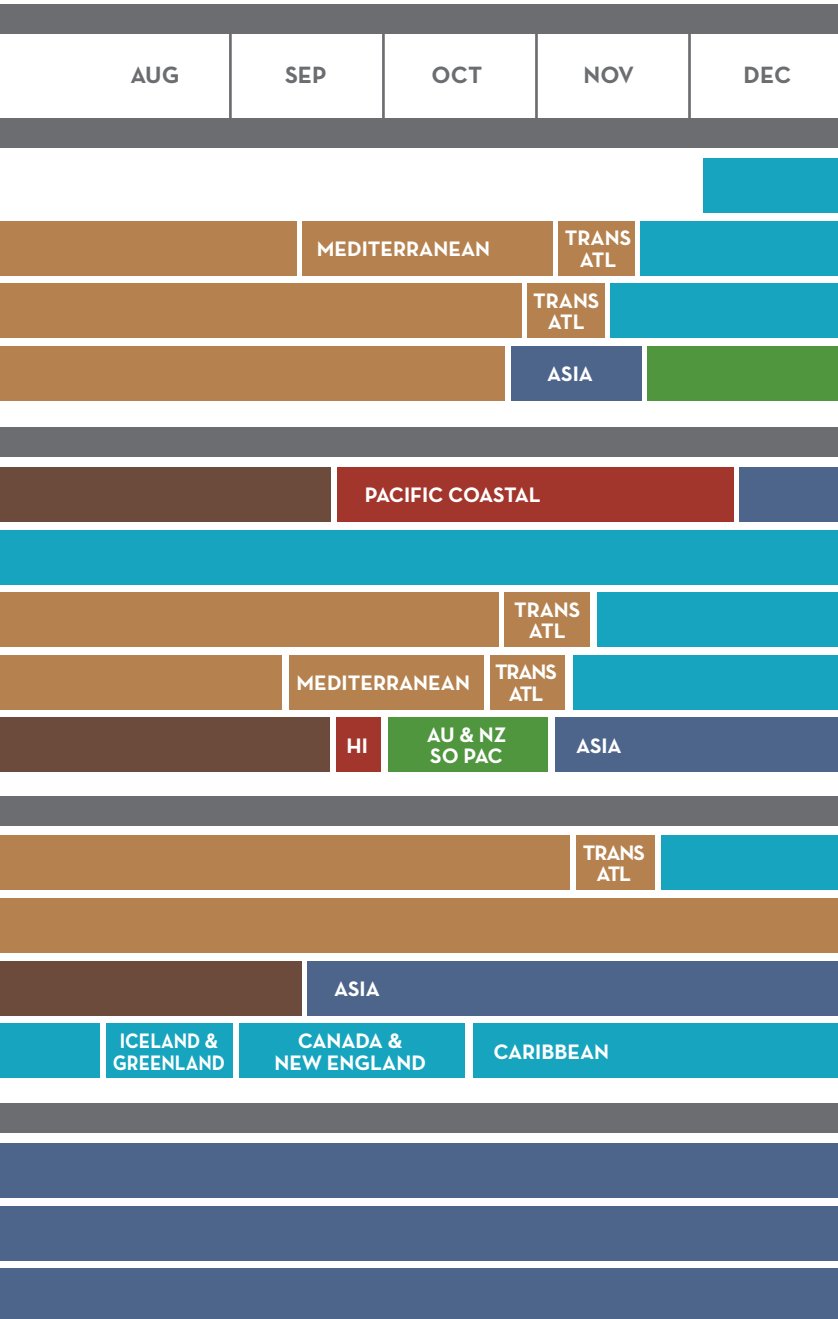 AUG SEP OCT NOV DEC
MEDITERRANEAN
TRANS
ATL
TRANS
ATL
ASIA
PACIFIC COASTAL
TRANS
ATL
MEDITERRANEAN
TRANS
ATL
HI
AU & NZ
SO PAC
ASIA
TRANS
ATL
ASIA
ICELAND &
GREENLAND
CANADA &
NEW ENGLAND
CARIBBEAN